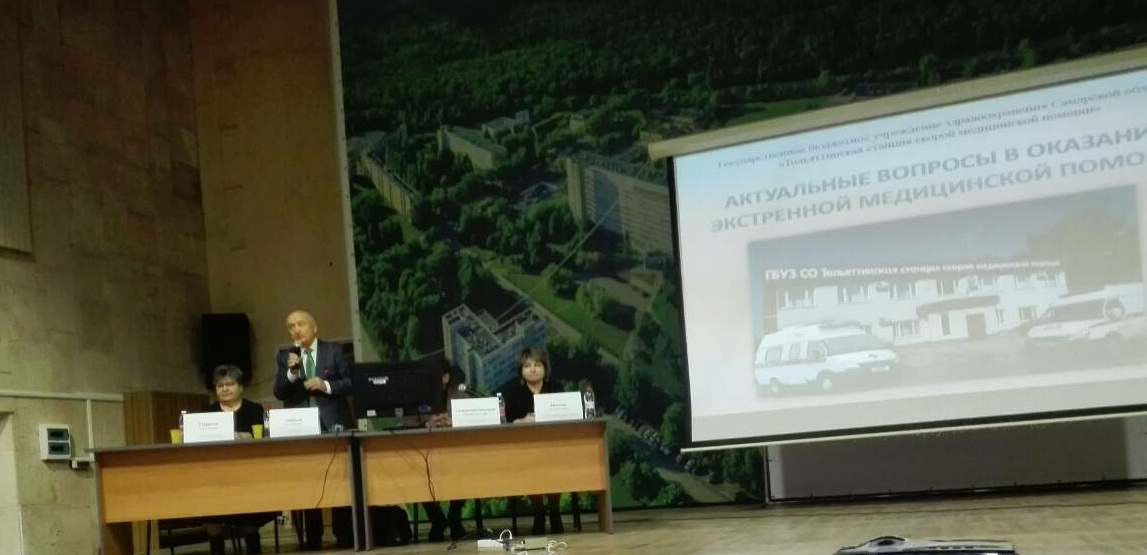 Государственное бюджетное учреждение здравоохранения Самарской
«Тольяттинская станция скорой медицинской помощи»
АКТУАЛЬНЫЕ ВОПРОСЫ В ОКАЗАНИ
ЭКСТРЕННОЙ МЕДИЦИНСКОЙ ПОМО
ГБУЗ СО Тольяттинская станция скорой медицинской помощи